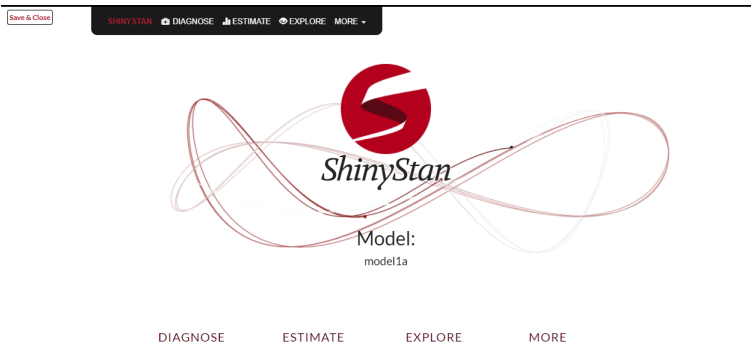 Save & Close
SHINYSTAN DIAGNOSE ESTIMATE EXPLORE MORE
ShinyStan
Model:
model1a
DIAGNOSE ESTIMATE EXPLORE MORE